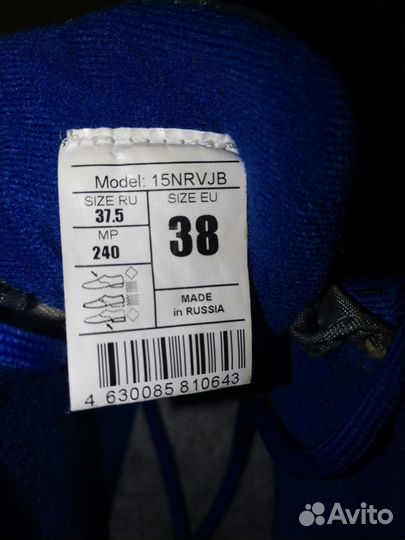 Model: 15NRVJB
SIZE RU
37.5
MP
240
SIZE EU
38
MADE
in RUSSIA
4 630085 810643
Avito